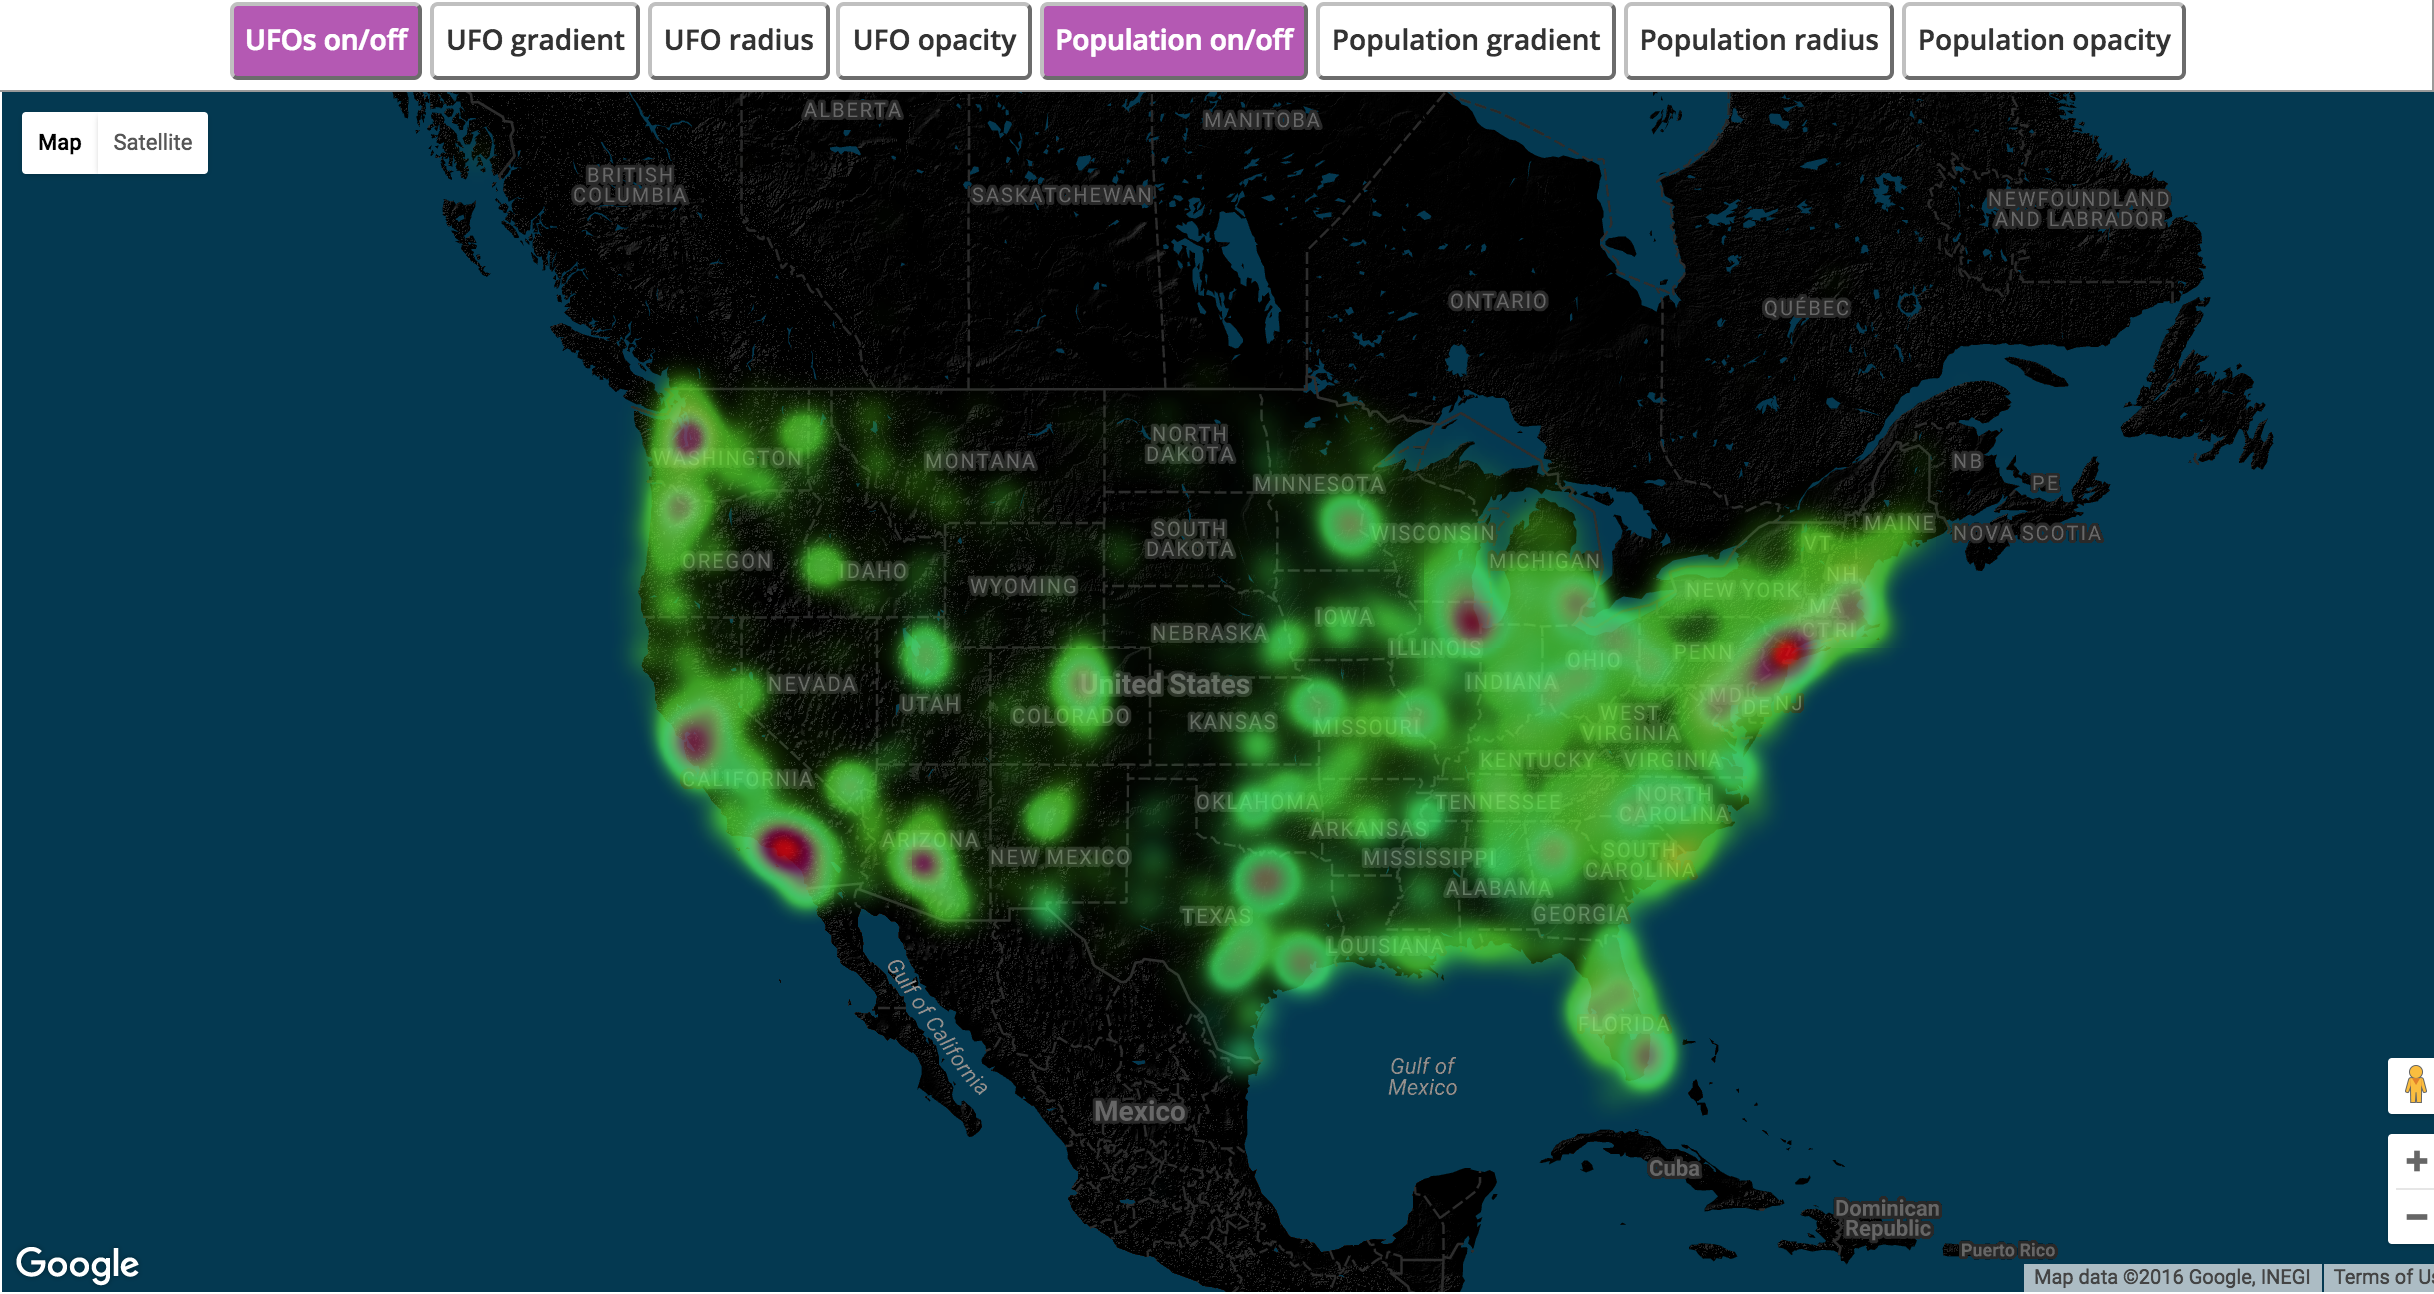 UFOs on/off
UFO gradient
UFO radius
UFO opacity
Population on/off
Population gradient
Population radius
Population opacity
Map
Satellite
ALBERTA
MANITOBA
BRITISH
COLUMBIA
SASKATCHEWAN
NEWFOUNDLAND
AND LABRADOR
ONTARIO
QUÉBEC
WASHINGTON
MONTANA
NORTH
DAKOTA
MINNESOTA
NB
PE
MAINE
NOVA SCOTIA
VT
OREGON
IDAHO
SOUTH
DAKOTA
WISCONSIN
MICHIGAN
NH
WYOMING
NEW YORK
MA
CT RI
NEBRASKA
IOWA
ILLINOIS
OHIO
PENN
NEVADA
UTAH
United States
COLORADO
INDIANA
MD
DE
NJ
KANSAS
MISSOURI
WEST
VIRGINIA
CALIFORNIA
KENTUCKY
VIRGINIA
OKLAHOMA
TENNESSEE
NORTH
CAROLINA
ARIZONA
NEW MEXICO
ARKANSAS
MISSISSIPPI
SOUTH
CAROLINA
ALABAMA
TEXAS
GEORGIA
LOUISIANA
Gulf of California
FLORIDA
Gulf of
Mexico
Mexico
Cuba
Dominican
Republic
Puerto Rico
Google
Map data ©2016 Google, INEGI
Terms of Us